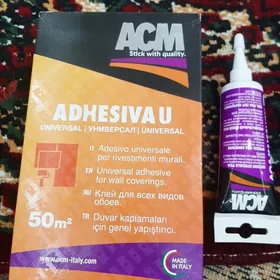 ACM
Stick with quality.
ADHESIVA U
UNIVERSAL | УНИВЕРСАЛ | ÜNIVERSAL
IT Adesivo universale
per rivestimenti murali.
EN Universal adhesive
for wall coverings.
RU Клей для всех видов
обоев.
TR Duvar kaplamaları
için genel yapıştırıcı.
50 m²
www.acm-italy.com
MADE IN
ITALY
ACM